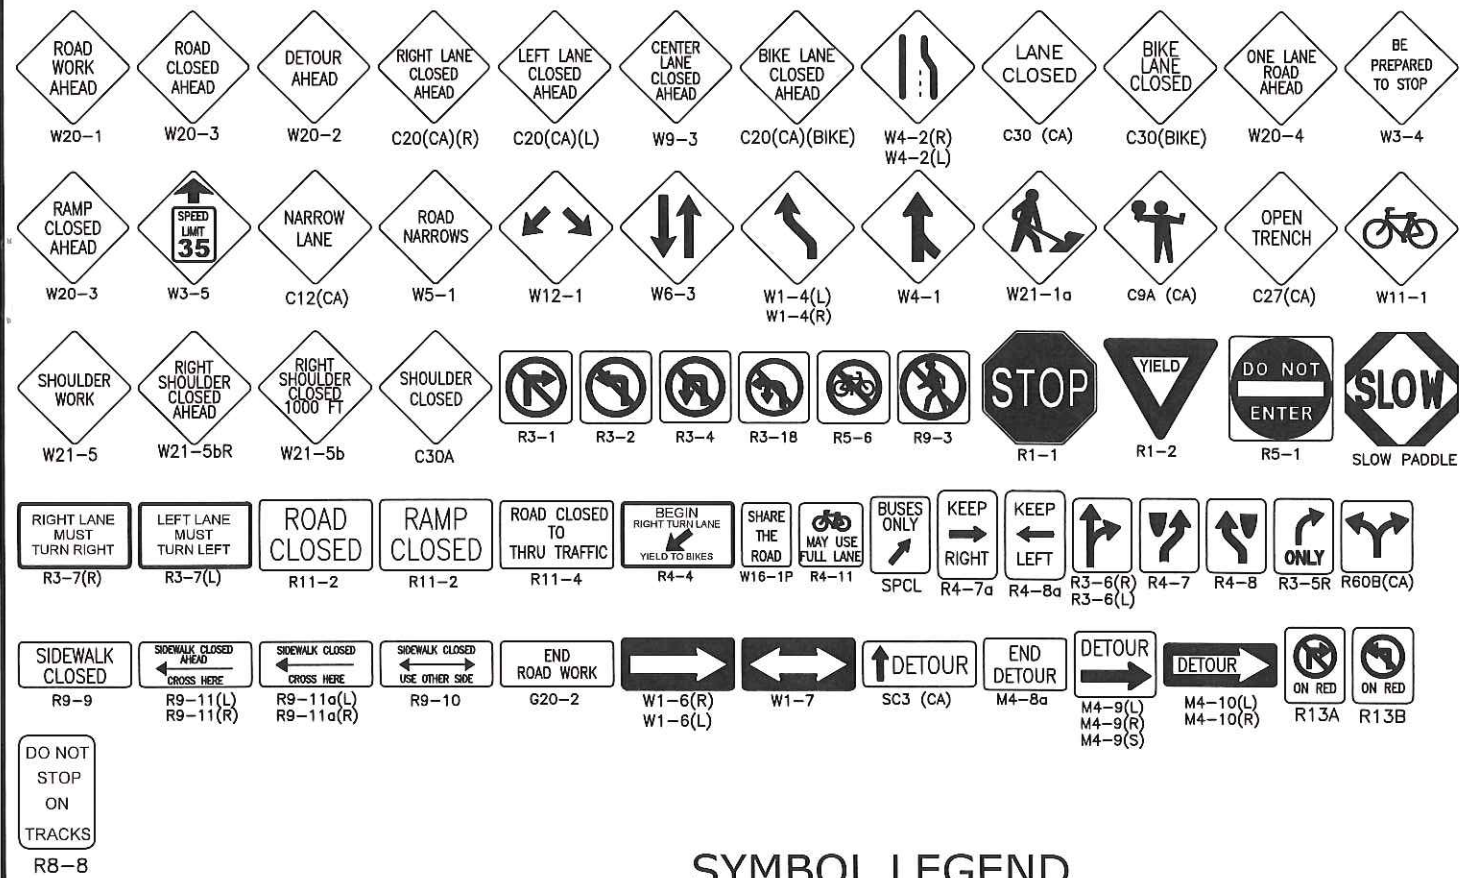 ROAD
WORK
AHEAD
W20-1
ROAD
CLOSED
AHEAD
W20-3
DETOUR
AHEAD
W20-2
RIGHT LANE
CLOSED
AHEAD
C20(CA)(R)
LEFT LANE
CLOSED
AHEAD
C20(CA)(L)
CENTER
LANE
CLOSED
AHEAD
W9-3
BIKE LANE
CLOSED
AHEAD
C20(CA)(BIKE)
W4-2(R)
W4-2(L)
LANE
CLOSED
C30 (CA)
BIKE
LANE
CLOSED
C30(BIKE)
ONE LANE
ROAD
AHEAD
W20-4
BE
PREPARED
TO STOP
W3-4
RAMP
CLOSED
AHEAD
W20-3
SPEED
LIMIT
35
W3-5
NARROW
LANE
C12(CA)
ROAD
NARROWS
W5-1
W12-1
W6-3
W1-4(L)
W1-4(R)
W4-1
W21-1a
C9A (CA)
OPEN
TRENCH
C27(CA)
W11-1
SHOULDER
WORK
W21-5
RIGHT
SHOULDER
CLOSED
AHEAD
W21-5bR
RIGHT
SHOULDER
CLOSED
1000 FT
W21-5b
SHOULDER
CLOSED
C30A
R3-1
R3-2
R3-4
R3-18
R5-6
R9-3
STOP
R1-1
YIELD
R1-2
DO NOT
ENTER
R5-1
SLOW
SLOW PADDLE
RIGHT LANE
MUST
TURN RIGHT
R3-7(R)
LEFT LANE
MUST
TURN LEFT
R3-7(L)
ROAD
CLOSED
R11-2
RAMP
CLOSED
R11-2
ROAD CLOSED
TO
THRU TRAFFIC
R11-4
BEGIN
RIGHT TURN LANE
YIELD TO BIKES
R4-4
SHARE
THE
ROAD
W16-1P
MAY USE
FULL LANE
R4-11
BUSES
ONLY
SPCL
KEEP
RIGHT
R4-7a
KEEP
LEFT
R4-8a
R3-6(R)
R3-6(L)
R4-7
R4-8
ONLY
R3-5R
R60B(CA)
SIDEWALK
CLOSED
R9-9
SIDEWALK CLOSED
AHEAD
CROSS HERE
R9-11(L)
R9-11(R)
SIDEWALK CLOSED
CROSS HERE
R9-11a(L)
R9-11a(R)
SIDEWALK CLOSED
USE OTHER SIDE
R9-10
END
ROAD WORK
G20-2
W1-6(R)
W1-6(L)
W1-7
DETOUR
SC3 (CA)
END
DETOUR
M4-8a
DETOUR
M4-9(L)
M4-9(R)
M4-9(S)
DETOUR
M4-10(L)
M4-10(R)
ON RED
R13A
ON RED
R13B
DO NOT
STOP
ON
TRACKS
R8-8
SYMBOL LEGEND